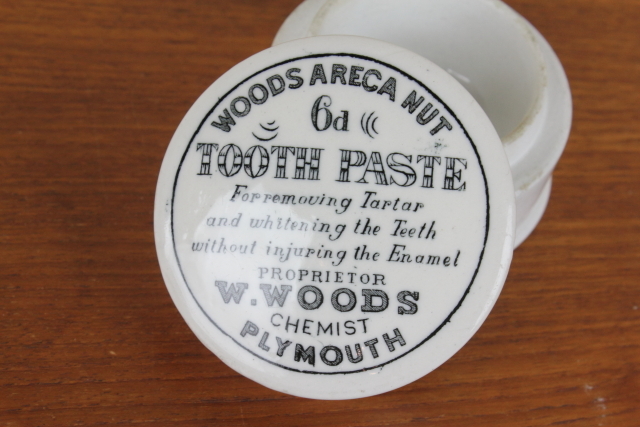 WOODS ARECA NUT
6d
TOOTH PASTE
For removing Tartar
and whitening the Teeth
without injuring the Enamel
PROPRIETOR
W. WOODS
CHEMIST
PLYMOUTH